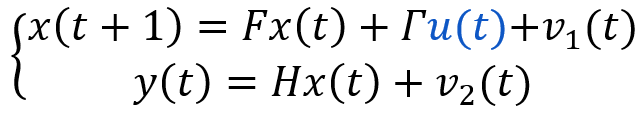 x(t + 1) = Fx(t) + Γu(t)+v₁(t)
y(t) = Hx(t) + v₂(t)